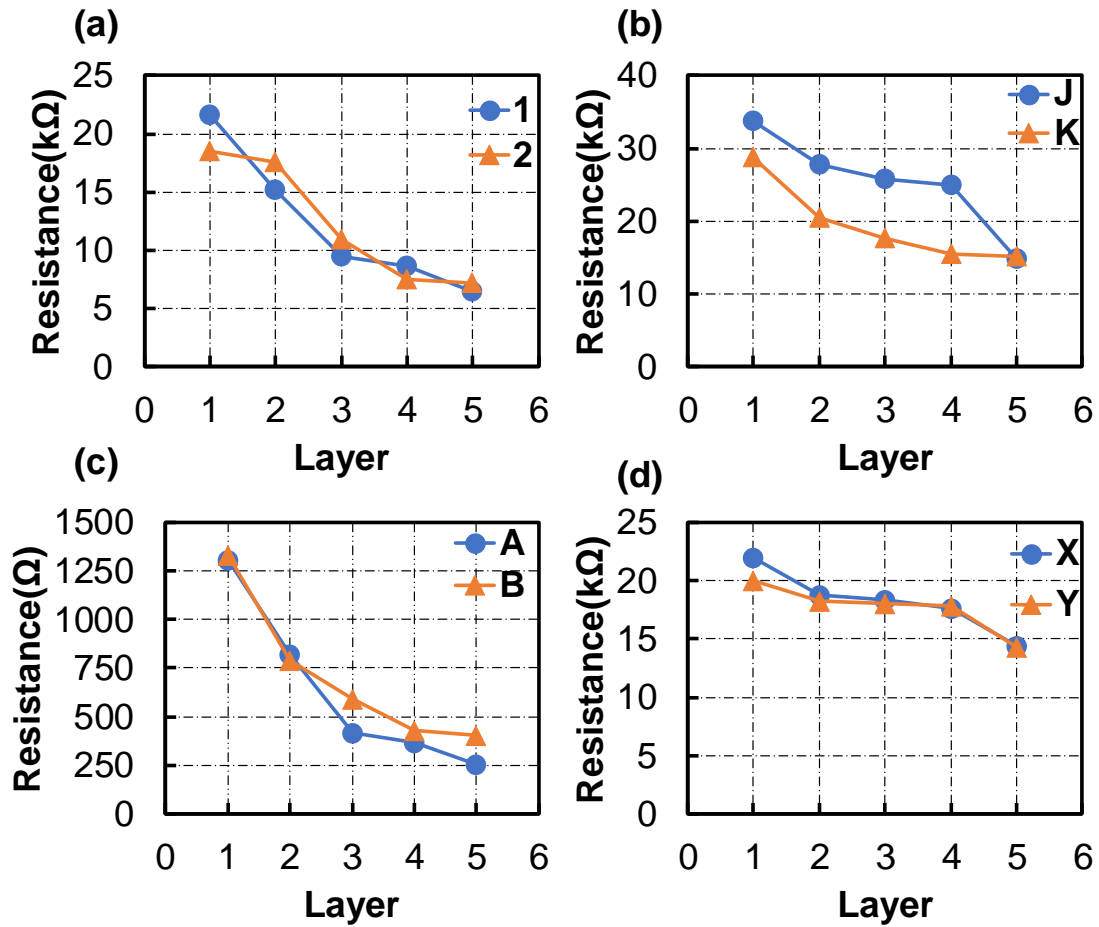 (a)
25
20
15
10
5
0
0 1 2 3 4 5 6
Resistance(kΩ)
Layer
1
2
(b)
40
30
20
10
0
0 1 2 3 4 5 6
Resistance(kΩ)
Layer
J
K
(c)
1500
1250
1000
750
500
250
0
0 1 2 3 4 5 6
Resistance(Ω)
Layer
A
B
(d)
25
20
15
10
5
0
0 1 2 3 4 5 6
Resistance(kΩ)
Layer
X
Y